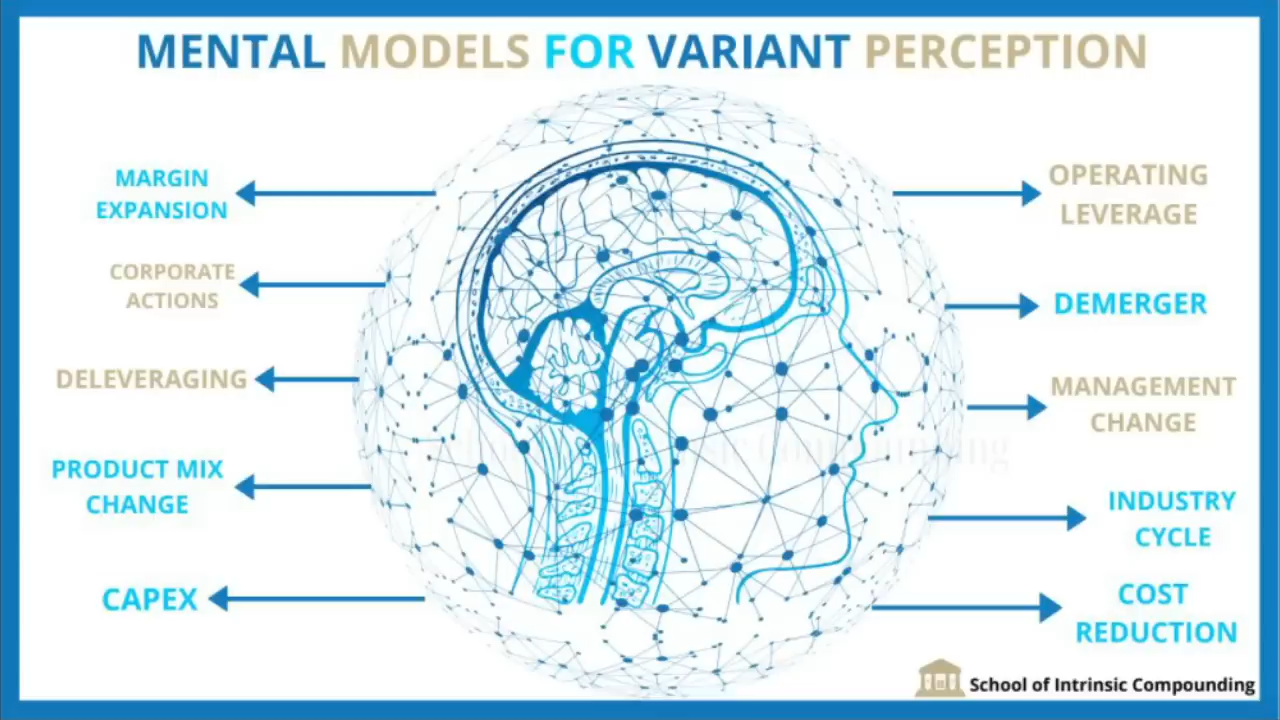 MENTAL MODELS FOR VARIANT PERCEPTION
MARGIN
EXPANSION
CORPORATE
ACTIONS
DELEVERAGING
PRODUCT MIX
CHANGE
CAPEX
OPERATING
LEVERAGE
DEMERGER
MANAGEMENT
CHANGE
INDUSTRY
CYCLE
COST
REDUCTION
School of Intrinsic Compounding